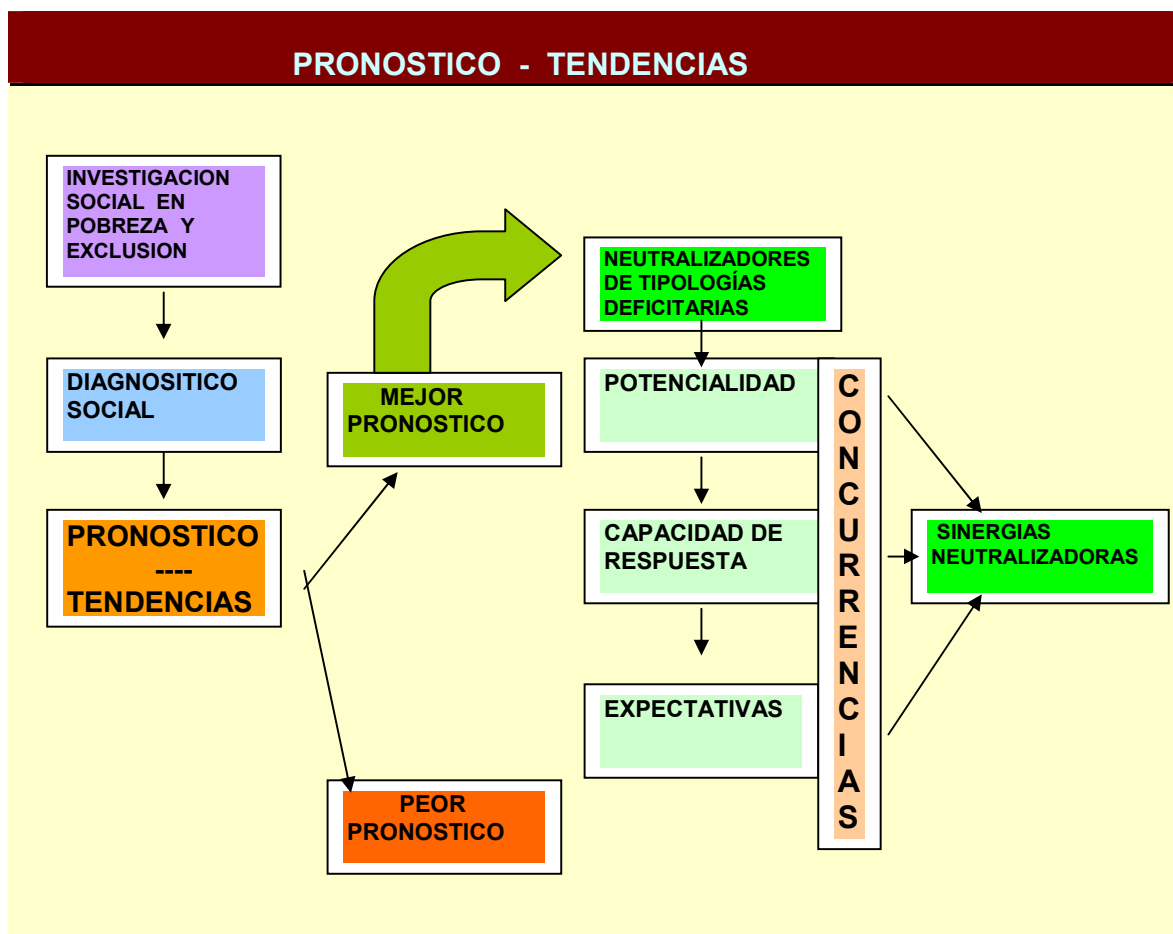 PRONOSTICO - TENDENCIAS
INVESTIGACION
SOCIAL EN
POBREZA Y
EXCLUSION
DIAGNOSITICO
SOCIAL
PRONOSTICO
----
TENDENCIAS
MEJOR
PRONOSTICO
PEOR
PRONOSTICO
NEUTRALIZADORES
DE TIPOLOGÍAS
DEFICITARIAS
POTENCIALIDAD
CAPACIDAD DE
RESPUESTA
EXPECTATIVAS
CONCURRENCIAS
SINERGIAS
NEUTRALIZADORAS